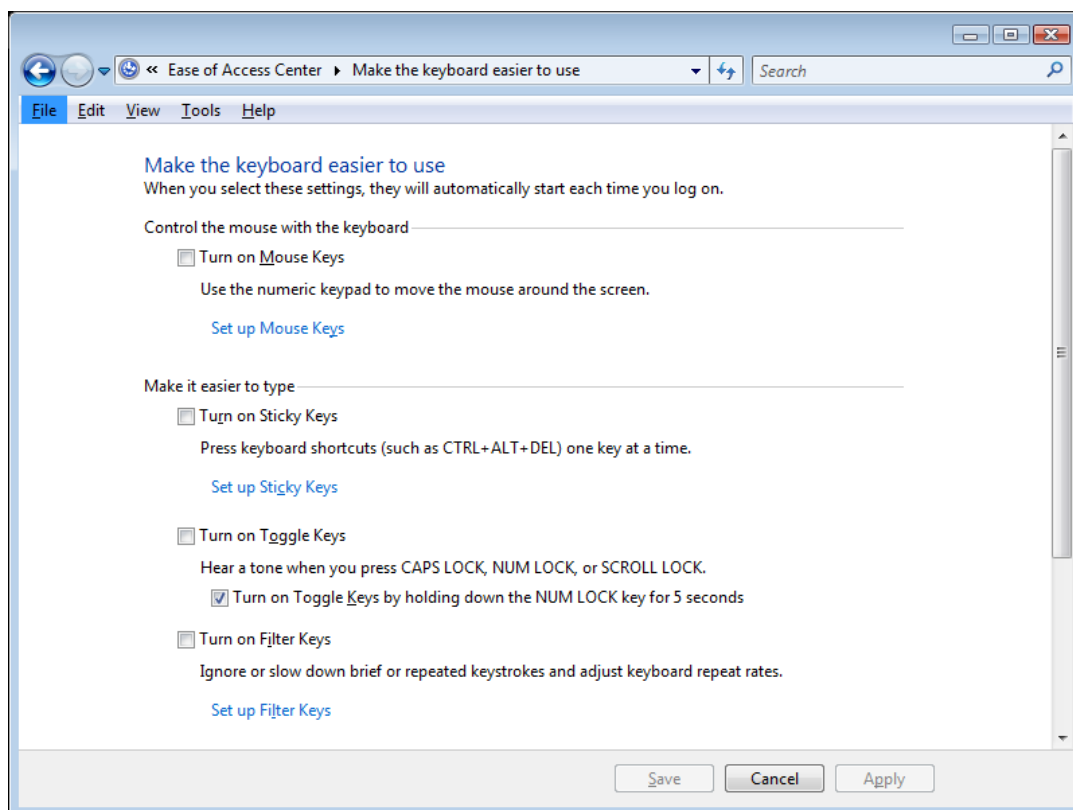 « Ease of Access Center ▸ Make the keyboard easier to use Search
File Edit View Tools Help
Make the keyboard easier to use
When you select these settings, they will automatically start each time you log on.
Control the mouse with the keyboard
Turn on Mouse Keys
Use the numeric keypad to move the mouse around the screen.
Set up Mouse Keys
Make it easier to type
Turn on Sticky Keys
Press keyboard shortcuts (such as CTRL+ALT+DEL) one key at a time.
Set up Sticky Keys
Turn on Toggle Keys
Hear a tone when you press CAPS LOCK, NUM LOCK, or SCROLL LOCK.
Turn on Toggle Keys by holding down the NUM LOCK key for 5 seconds
Turn on Filter Keys
Ignore or slow down brief or repeated keystrokes and adjust keyboard repeat rates.
Set up Filter Keys
Save Cancel Apply